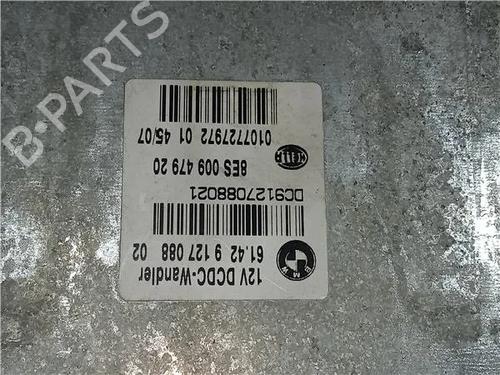 12V DCDC-Wandler
61.42 9 127 088 02
BMW
DC9127088021
8ES 009 479 20
0107727972 01 45/07
B-PARTS